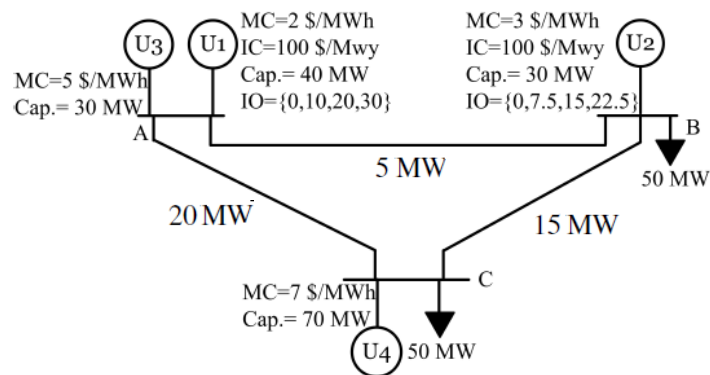 MC=2 $/MWh
IC=100 $/Mwy
Cap.= 40 MW
IO={0,10,20,30}
MC=3 $/MWh
IC=100 $/Mwy
Cap.= 30 MW
IO={0,7.5,15,22.5}
U3
U1
U2
MC=5 $/MWh
Cap.= 30 MW
A
B
5 MW
50 MW
20 MW
15 MW
C
MC=7 $/MWh
Cap.= 70 MW
U4
50 MW